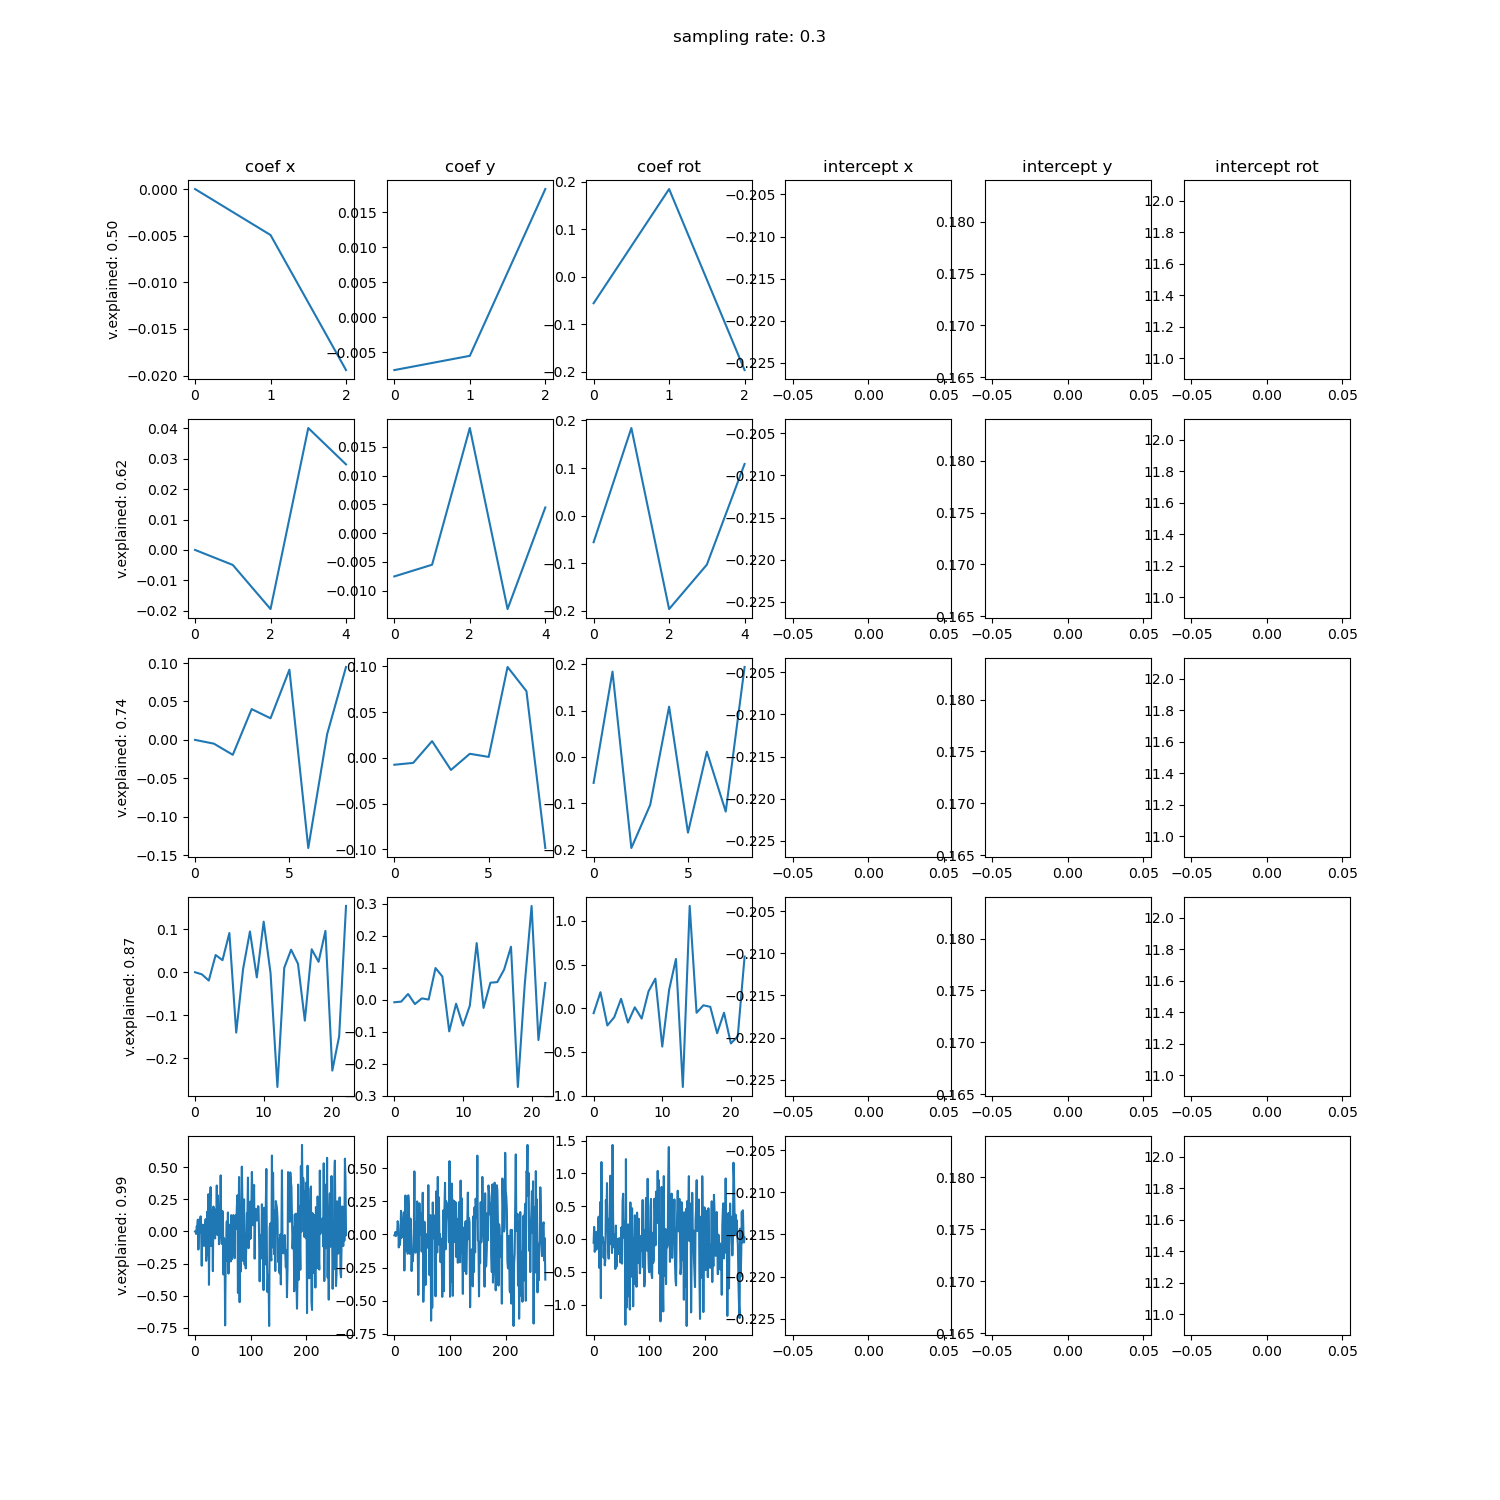 sampling rate: 0.3
coef x coef y coef rot intercept x intercept y intercept rot
v.explained: 0.50
0.000 −0.005 −0.010 −0.015 −0.020
0 1 2
0.015 0.010 0.005 0.000 −0.005
0 1 2
0.2 0.1 0.0 −0.1 −0.2
0 1 2
−0.205 −0.210 −0.215 −0.220 −0.225
−0.05 0.00 0.05
0.180 0.175 0.170 0.165
−0.05 0.00 0.05
12.0 11.8 11.6 11.4 11.2 11.0
−0.05 0.00 0.05
v.explained: 0.62
0.04 0.03 0.02 0.01 0.00 −0.01 −0.02
0 2 4
0.015 0.010 0.005 0.000 −0.005 −0.010
0 2 4
0.2 0.1 0.0 −0.1 −0.2
0 2 4
−0.205 −0.210 −0.215 −0.220 −0.225
−0.05 0.00 0.05
0.180 0.175 0.170 0.165
−0.05 0.00 0.05
12.0 11.8 11.6 11.4 11.2 11.0
−0.05 0.00 0.05
v.explained: 0.74
0.10 0.05 0.00 −0.05 −0.10 −0.15
0 5
0.10 0.05 0.00 −0.05 −0.10
0 5
0.2 0.1 0.0 −0.1 −0.2
0 5
−0.205 −0.210 −0.215 −0.220 −0.225
−0.05 0.00 0.05
0.180 0.175 0.170 0.165
−0.05 0.00 0.05
12.0 11.8 11.6 11.4 11.2 11.0
−0.05 0.00 0.05
v.explained: 0.87
0.1 0.0 −0.1 −0.2
0 10 20
0.3 0.2 0.1 0.0 −0.1 −0.2 −0.3
0 10 20
1.0 0.5 0.0 −0.5 −1.0
0 10 20
−0.205 −0.210 −0.215 −0.220 −0.225
−0.05 0.00 0.05
0.180 0.175 0.170 0.165
−0.05 0.00 0.05
12.0 11.8 11.6 11.4 11.2 11.0
−0.05 0.00 0.05
v.explained: 0.99
0.50 0.25 0.00 −0.25 −0.50 −0.75
0 100 200
0.50 0.25 0.00 −0.25 −0.50 −0.75
0 100 200
1.5 1.0 0.5 0.0 −0.5 −1.0
0 100 200
−0.205 −0.210 −0.215 −0.220 −0.225
−0.05 0.00 0.05
0.180 0.175 0.170 0.165
−0.05 0.00 0.05
12.0 11.8 11.6 11.4 11.2 11.0
−0.05 0.00 0.05